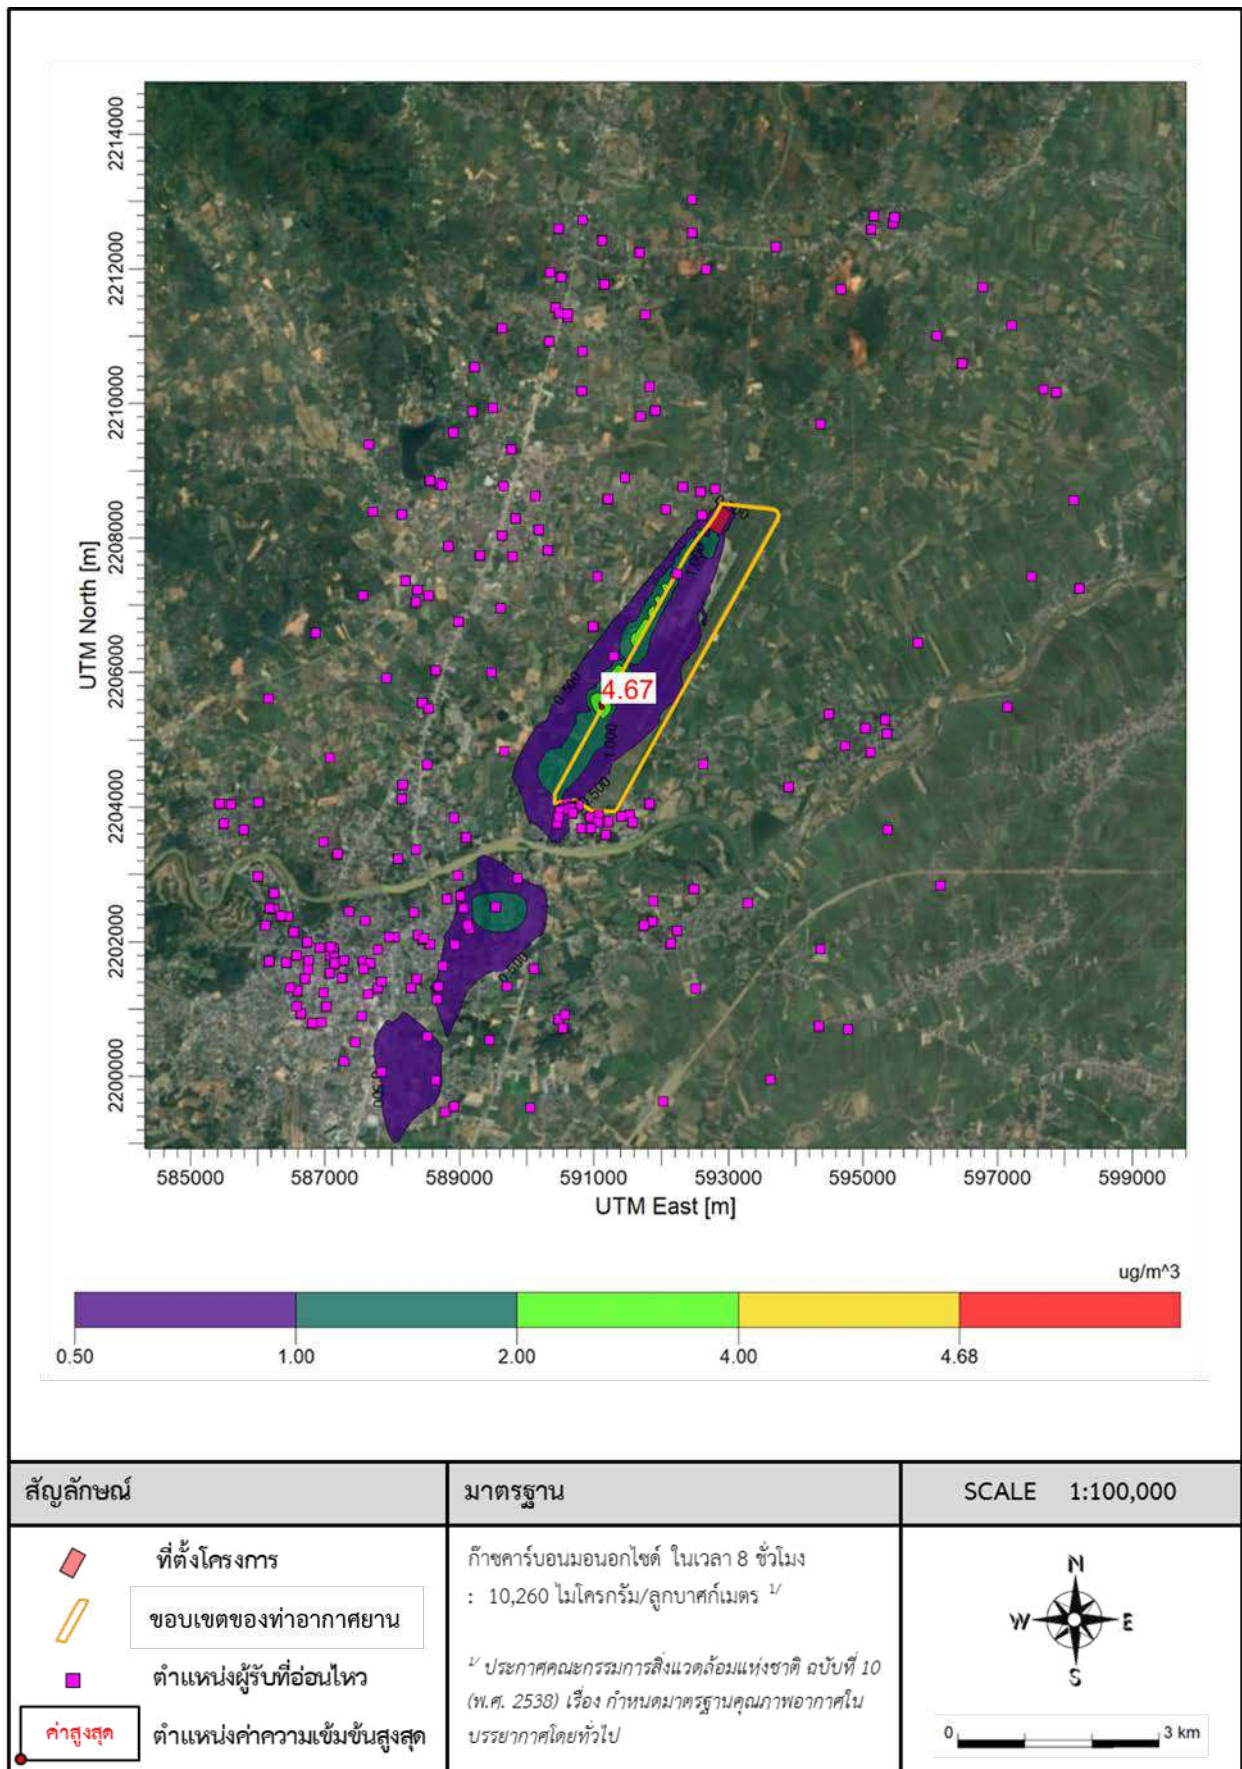 2214000
2212000
2210000
2208000
2206000
2204000
2202000
2200000
UTM North [m]
0.500
1.000
4.67
1.000
0.500
585000 587000 589000 591000 593000 595000 597000 599000
UTM East [m]
ug/m^3
0.50 1.00 2.00 4.00 4.68
สัญลักษณ์
ที่ตั้งโครงการ
ขอบเขตของท่าอากาศยาน
ตำแหน่งผู้รับที่อ่อนไหว
ค่าสูงสุด ตำแหน่งค่าความเข้มข้นสูงสุด
มาตรฐาน
ก๊าซคาร์บอนมอนอกไซด์ ในเวลา 8 ชั่วโมง
: 10,260 ไมโครกรัม/ลูกบาศก์เมตร 1/
1/ ประกาศคณะกรรมการสิ่งแวดล้อมแห่งชาติ ฉบับที่ 10
(พ.ศ. 2538) เรื่อง กำหนดมาตรฐานคุณภาพอากาศใน
บรรยากาศโดยทั่วไป
SCALE 1:100,000
N
W E
S
0 3 km